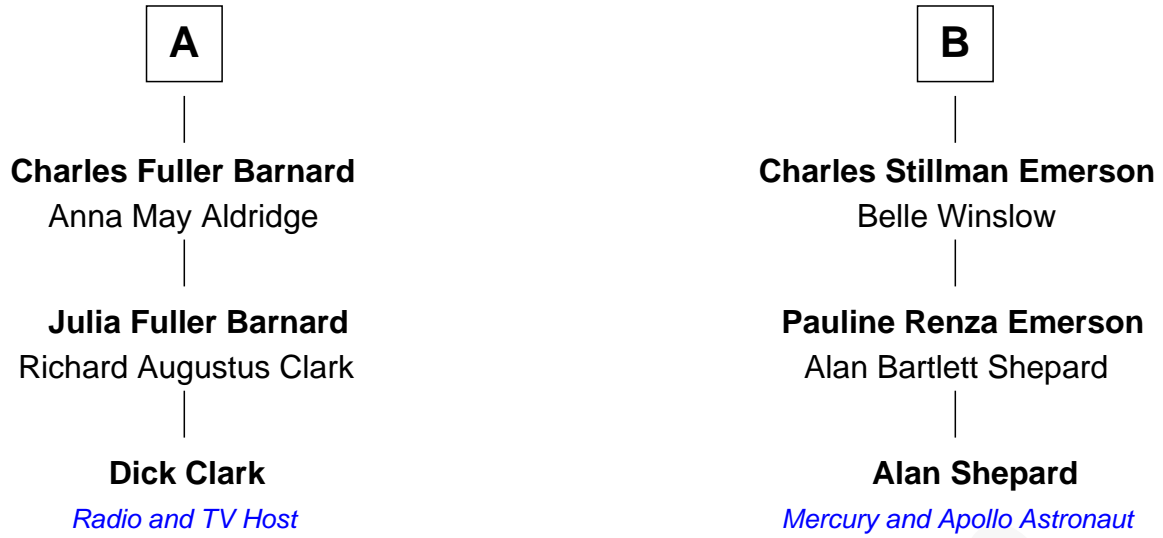 A
Charles Fuller Barnard
Anna May Aldridge
Julia Fuller Barnard
Richard Augustus Clark
Dick Clark
Radio and TV Host
B
Charles Stillman Emerson
Belle Winslow
Pauline Renza Emerson
Alan Bartlett Shepard
Alan Shepard
Mercury and Apollo Astronaut